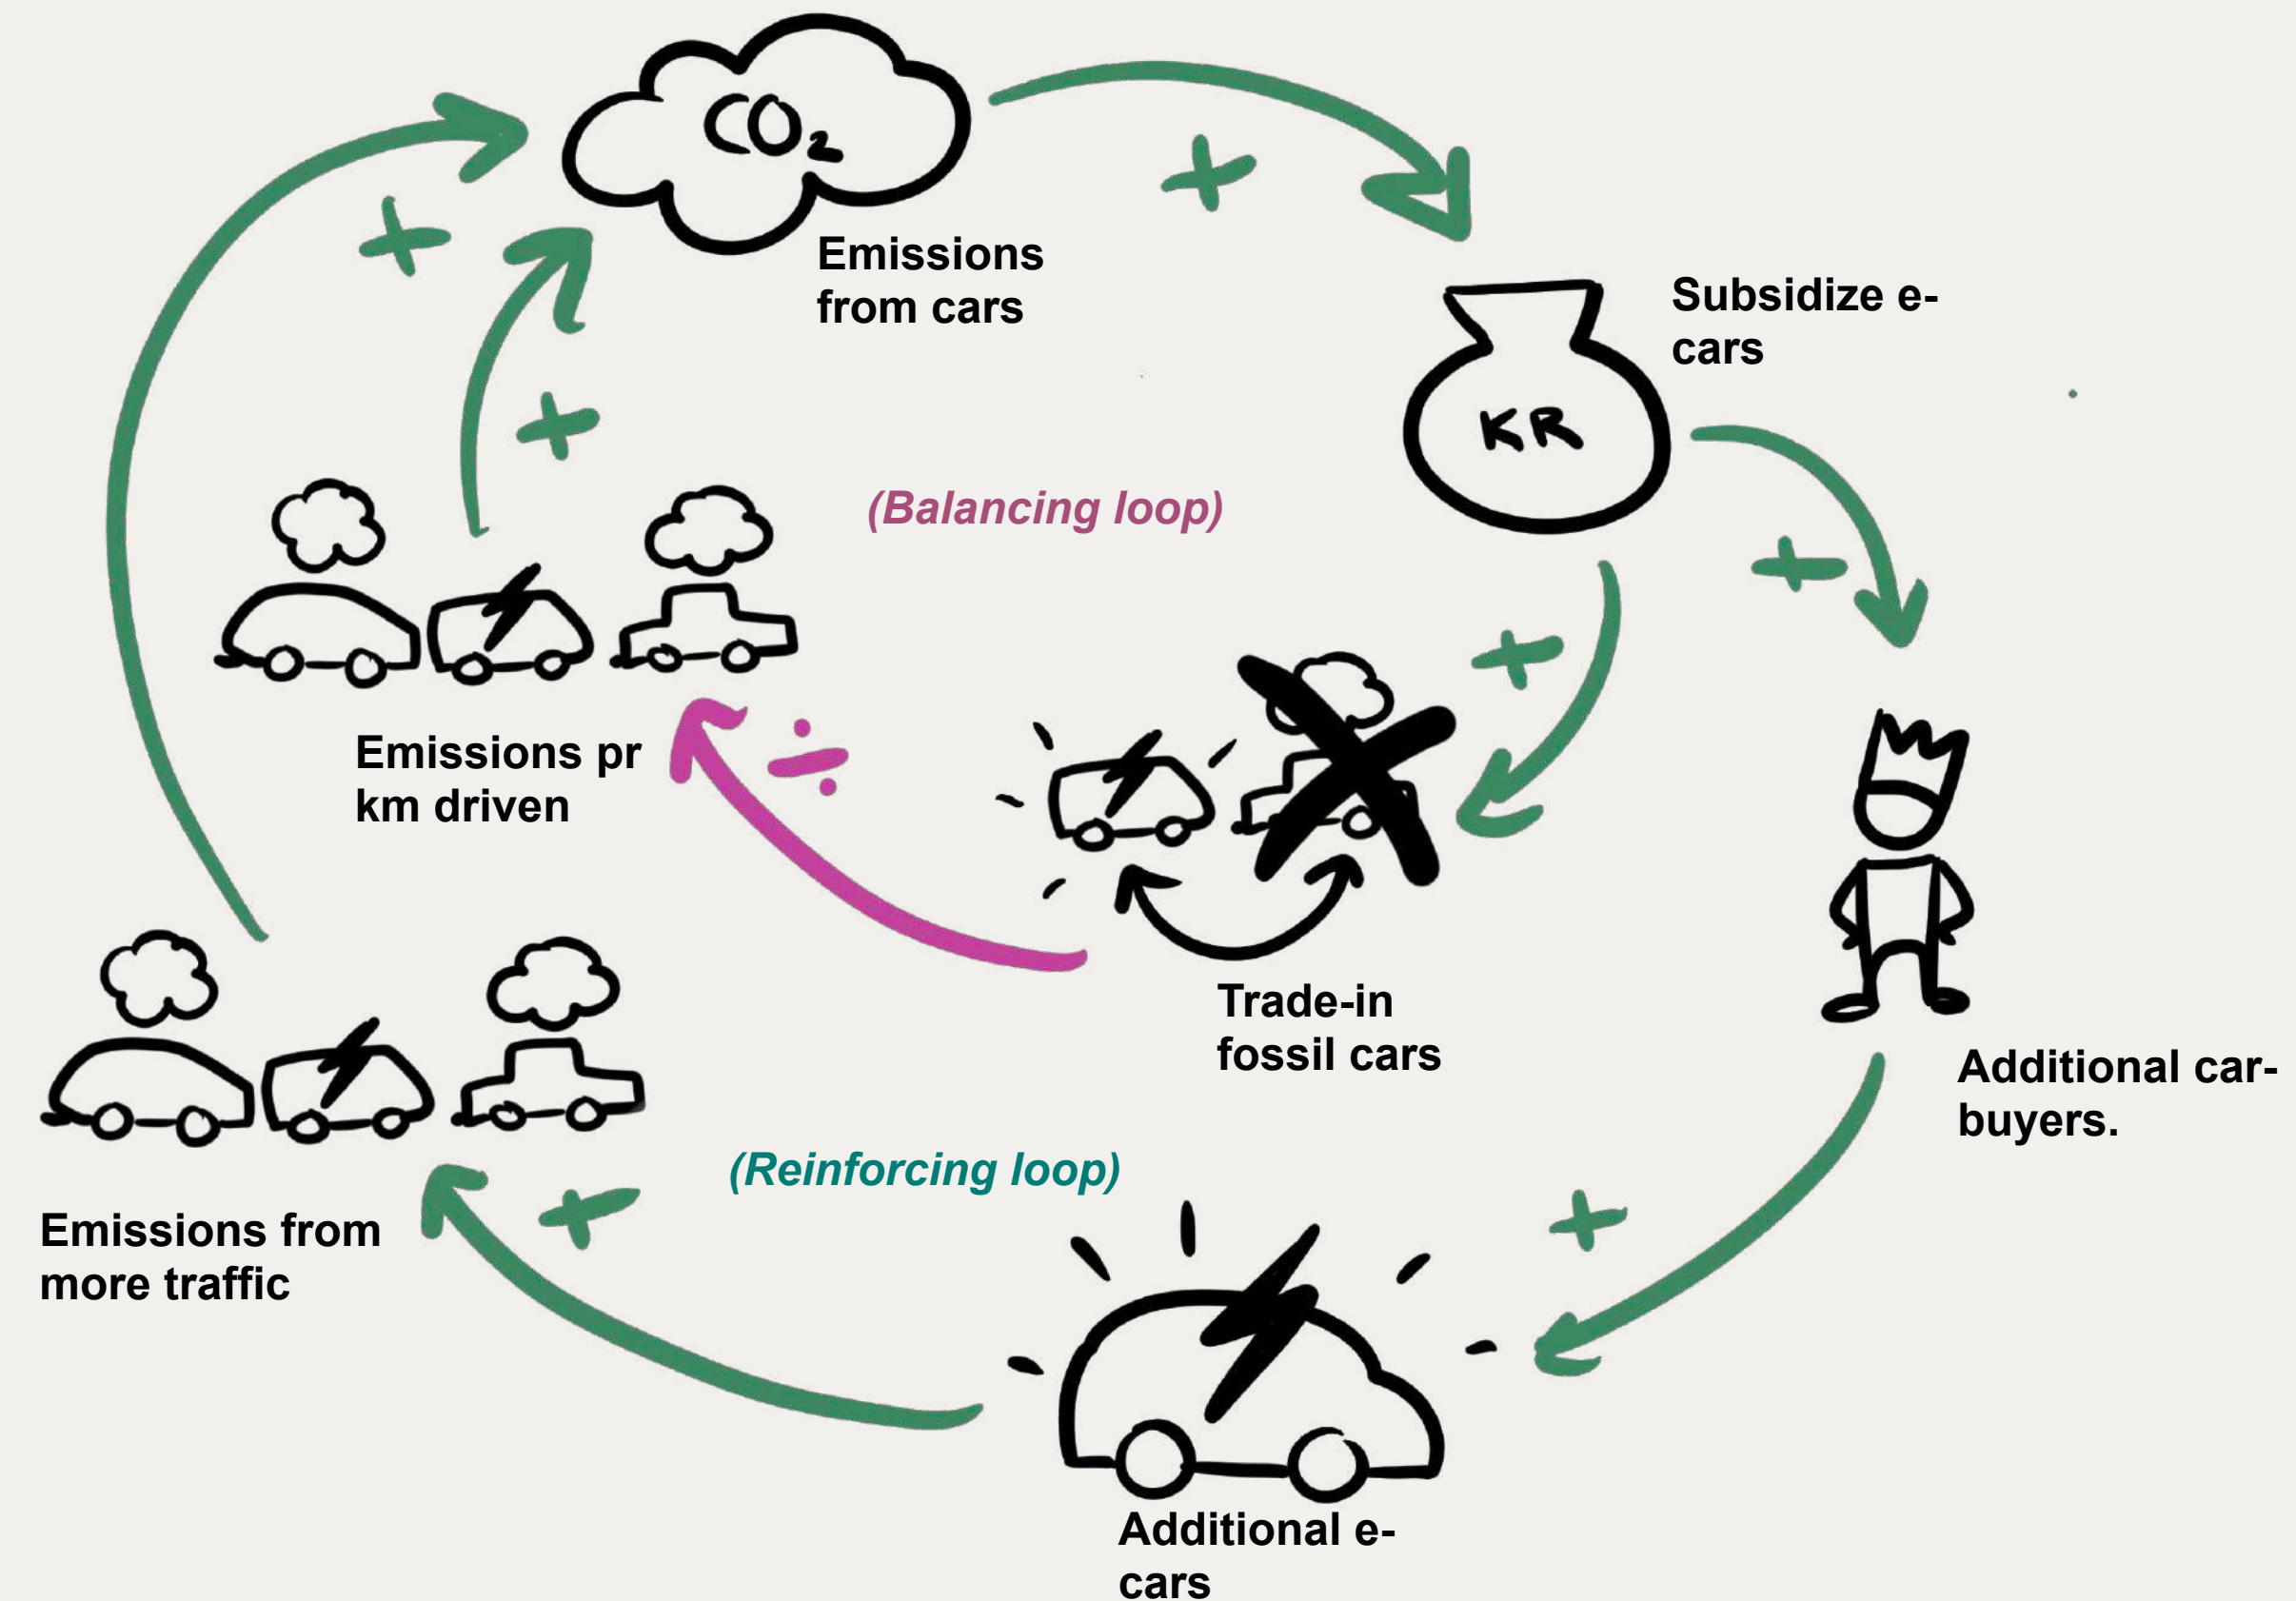 CO₂
Emissions
from cars
+
+
+
Subsidize e-
cars
KR
(Balancing loop)
+
+
Emissions pr
km driven
÷
Trade-in
fossil cars
Additional car-
buyers.
(Reinforcing loop)
+
+
Emissions from
more traffic
Additional e-
cars